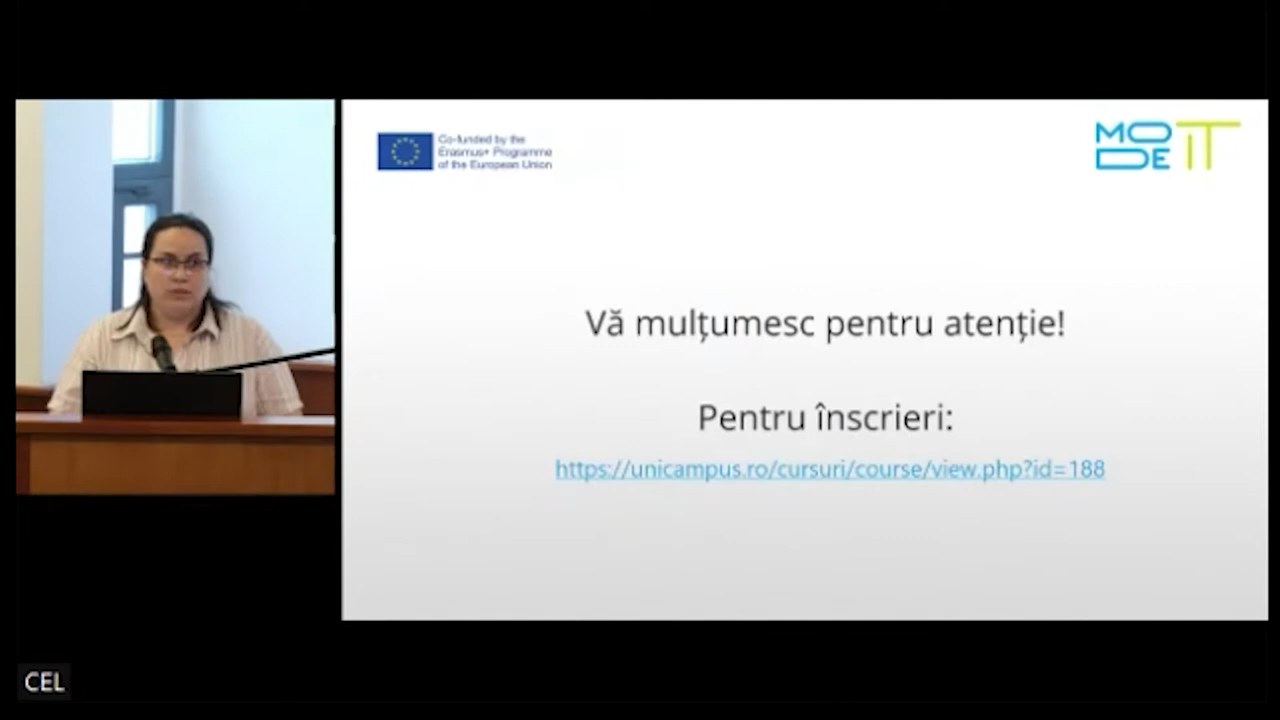 Co-funded by the
Erasmus+ Programme
of the European Union
MO
DE IT
Vă mulțumesc pentru atenție!
Pentru înscrieri:
https://unicampus.ro/cursuri/course/view.php?id=188
CEL